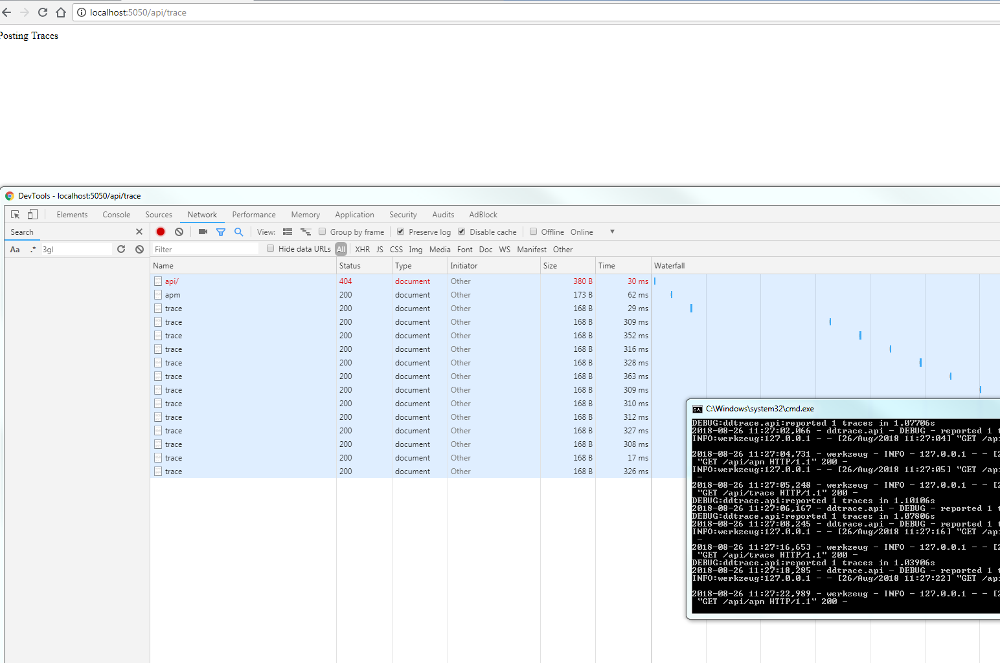 localhost:5050/api/trace
Posting Traces
DevTools - localhost:5050/api/trace
Elements Console Sources Network Performance Memory Application Security Audits AdBlock
Search View: Group by frame Preserve log Disable cache Offline Online
Aa .* 3gl Filter Hide data URLs All XHR JS CSS Img Media Font Doc WS Manifest Other
Name Status Type Initiator Size Time Waterfall
api/ 404 document Other 380 B 30 ms
apm 200 document Other 173 B 62 ms
trace 200 document Other 168 B 29 ms
trace 200 document Other 168 B 309 ms
trace 200 document Other 168 B 352 ms
trace 200 document Other 168 B 316 ms
trace 200 document Other 168 B 328 ms
trace 200 document Other 168 B 363 ms
trace 200 document Other 168 B 309 ms
trace 200 document Other 168 B 310 ms
trace 200 document Other 168 B 312 ms
trace 200 document Other 168 B 327 ms
trace 200 document Other 168 B 308 ms
trace 200 document Other 168 B 17 ms
trace 200 document Other 168 B 326 ms
C:\Windows\system32\cmd.exe
DEBUG:ddtrace.api:reported 1 traces in 1.07706s
2018-08-26 11:27:02,066 - ddtrace.api - DEBUG - reported 1 t
INFO:werkzeug:127.0.0.1 - - [26/Aug/2018 11:27:04] "GET /api
2018-08-26 11:27:04,731 - werkzeug - INFO - 127.0.0.1 - - [2
"GET /api/apm HTTP/1.1" 200 -
INFO:werkzeug:127.0.0.1 - - [26/Aug/2018 11:27:05] "GET /api
-
2018-08-26 11:27:05,248 - werkzeug - INFO - 127.0.0.1 - - [2
"GET /api/trace HTTP/1.1" 200 -
DEBUG:ddtrace.api:reported 1 traces in 1.10106s
2018-08-26 11:27:06,167 - ddtrace.api - DEBUG - reported 1 t
DEBUG:ddtrace.api:reported 1 traces in 1.07806s
2018-08-26 11:27:08,245 - ddtrace.api - DEBUG - reported 1 t
INFO:werkzeug:127.0.0.1 - - [26/Aug/2018 11:27:16] "GET /api
-
2018-08-26 11:27:16,653 - werkzeug - INFO - 127.0.0.1 - - [2
"GET /api/trace HTTP/1.1" 200 -
DEBUG:ddtrace.api:reported 1 traces in 1.03906s
2018-08-26 11:27:18,285 - ddtrace.api - DEBUG - reported 1 t
INFO:werkzeug:127.0.0.1 - - [26/Aug/2018 11:27:22] "GET /api
2018-08-26 11:27:22,989 - werkzeug - INFO - 127.0.0.1 - - [2
"GET /api/apm HTTP/1.1" 200 -